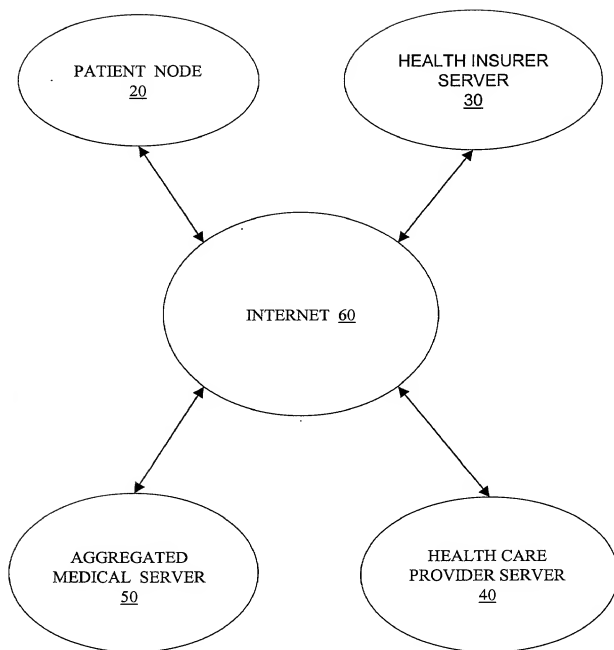 PATIENT NODE
20
HEALTH INSURER
SERVER
30
INTERNET 60
AGGREGATED
MEDICAL SERVER
50
HEALTH CARE
PROVIDER SERVER
40